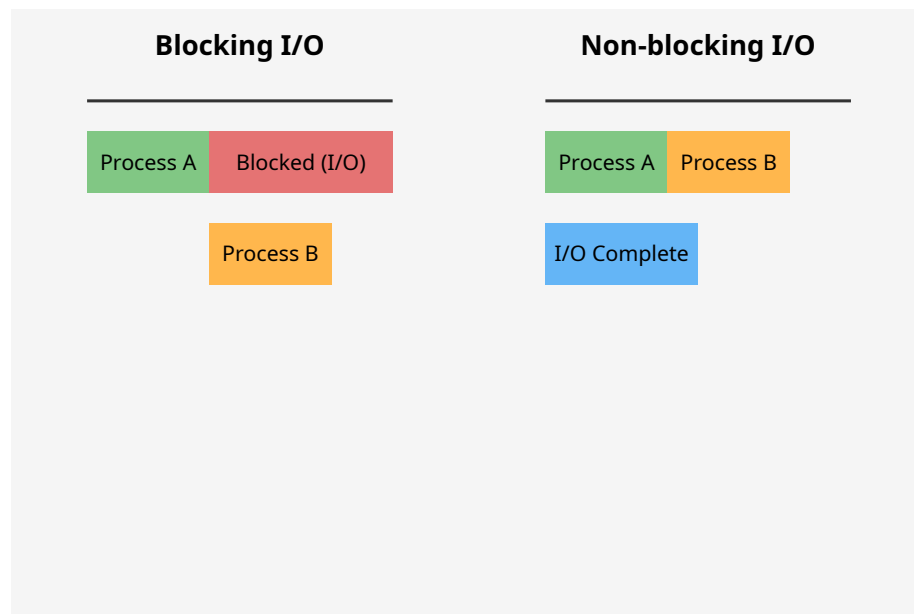 Blocking I/O
Non-blocking I/O
Process A
Blocked (I/O)
Process A
Process B
Process B
I/O Complete